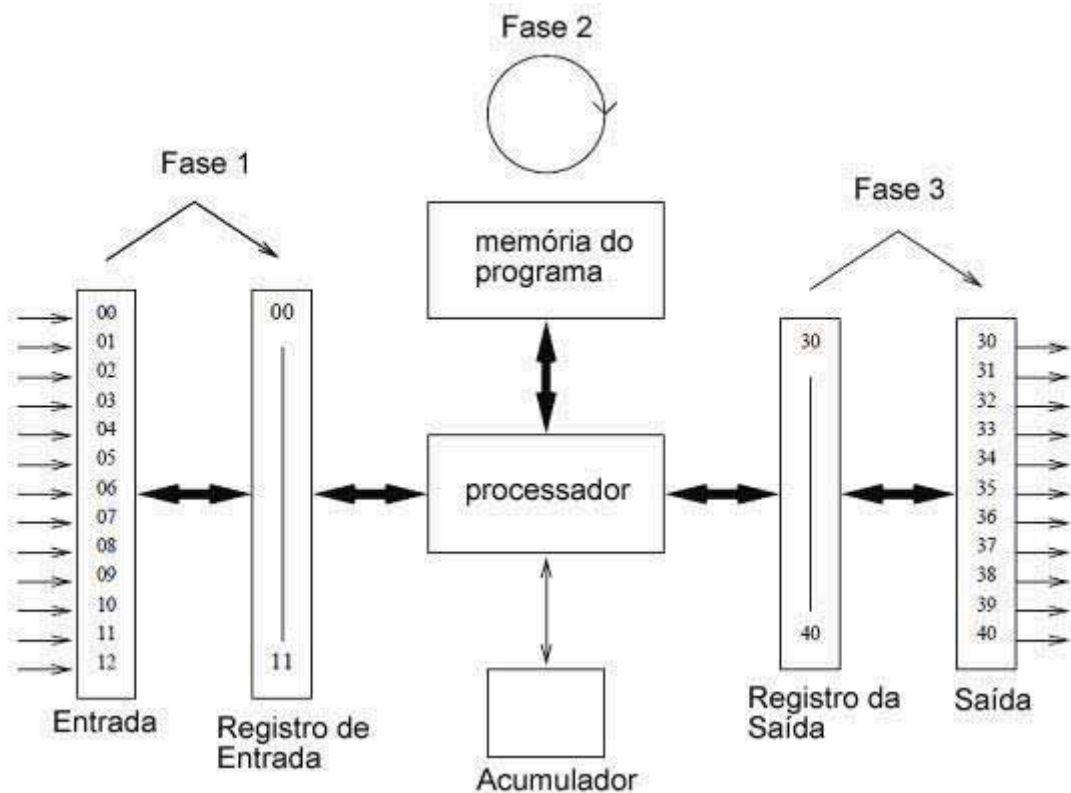 Fase 2
Fase 1
Fase 3
memória do
programa
processador
00
01
02
03
04
05
06
07
08
09
10
11
12
Entrada
00
11
Registro de
Entrada
Acumulador
30
40
Registro da
Saída
30
31
32
33
34
35
36
37
38
39
40
Saída